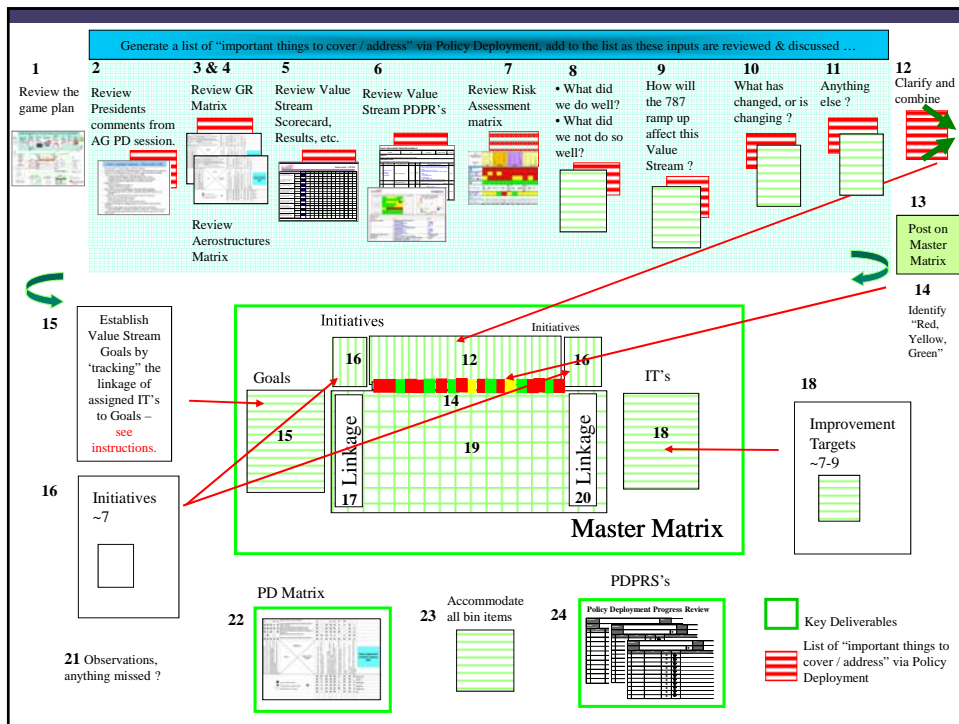 Generate a list of “important things to cover / address” via Policy Deployment, add to the list as these inputs are reviewed & discussed …
1
Review the
game plan
2
Review
Presidents
comments from
AG PD session.
3 & 4
Review GR
Matrix
Review
Aerostructures
Matrix
5
Review Value
Stream
Scorecard,
Results, etc.
6
Review Value
Stream PDPR’s
7
Review Risk
Assessment
matrix
8
• What did
we do well?
• What did
we not do so
well?
9
How will
the 787
ramp up
affect this
Value
Stream ?
10
What has
changed, or is
changing ?
11
Anything
else ?
12
Clarify and
combine
13
Post on
Master
Matrix
14
Identify
“Red,
Yellow,
Green”
15
Establish
Value Stream
Goals by
‘tracking” the
linkage of
assigned IT’s
to Goals –
see
instructions.
16
Initiatives
~7
Initiatives
Initiatives
16
12
16
Goals
IT’s
14
15
19
18
Linkage
17
Linkage
20
Master Matrix
18
Improvement
Targets
~7-9
PD Matrix
22
23
Accommodate
all bin items
PDPRS’s
24
Policy Deployment Progress Review
21 Observations,
anything missed ?
Key Deliverables
List of “important things to
cover / address” via Policy
Deployment